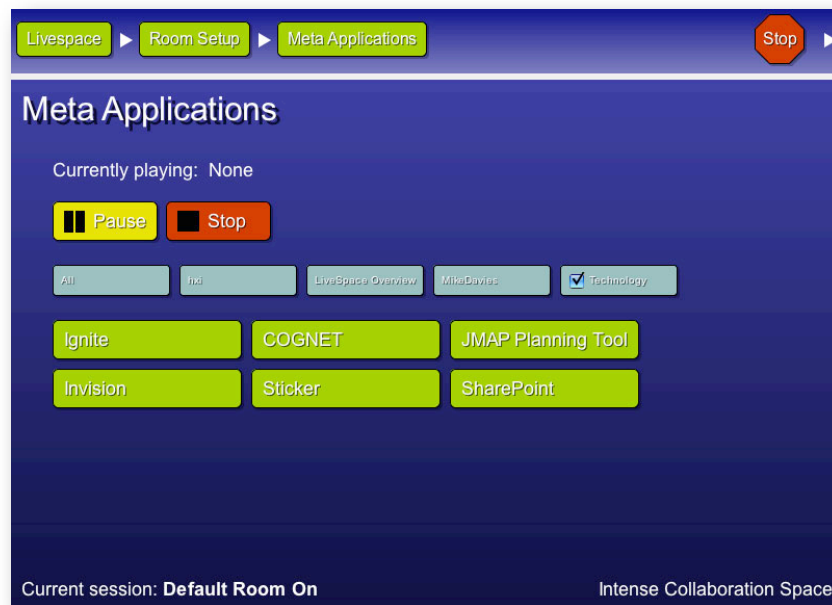 Livespace Room Setup Meta Applications Stop
Meta Applications
Currently playing: None
Pause Stop
All hxi LiveSpace Overview MikeDavies Technology
Ignite COGNET JMAP Planning Tool
Invision Sticker SharePoint
Current session: Default Room On Intense Collaboration Space